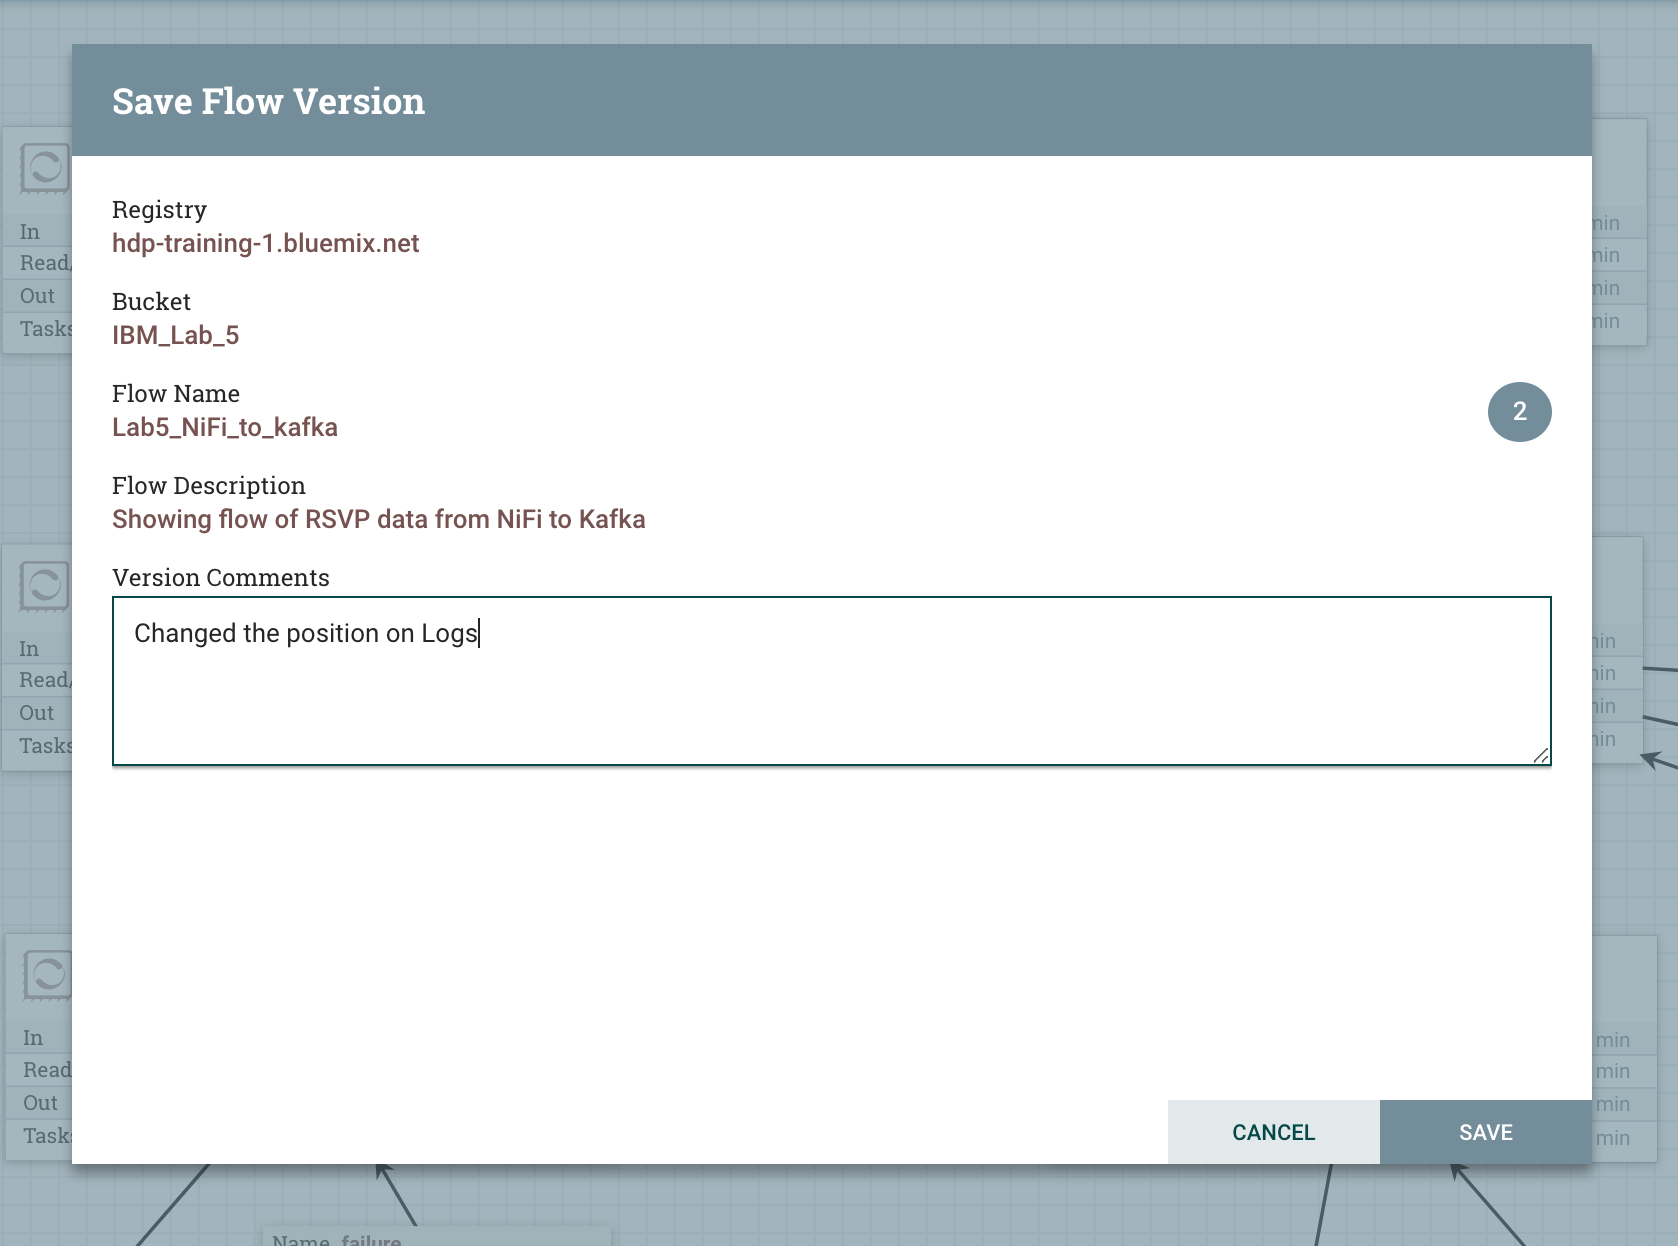 Save Flow Version
Registry
hdp-training-1.bluemix.net
Bucket
IBM_Lab_5
Flow Name
Lab5_NiFi_to_kafka
2
Flow Description
Showing flow of RSVP data from NiFi to Kafka
Version Comments
Changed the position on Logs
CANCEL
SAVE
In
Read/
Out
Tasks
min
min
min
min
In
Read/
Out
Tasks
min
min
min
min
In
Read
Out
Tasks
min
min
min
min
Name failure